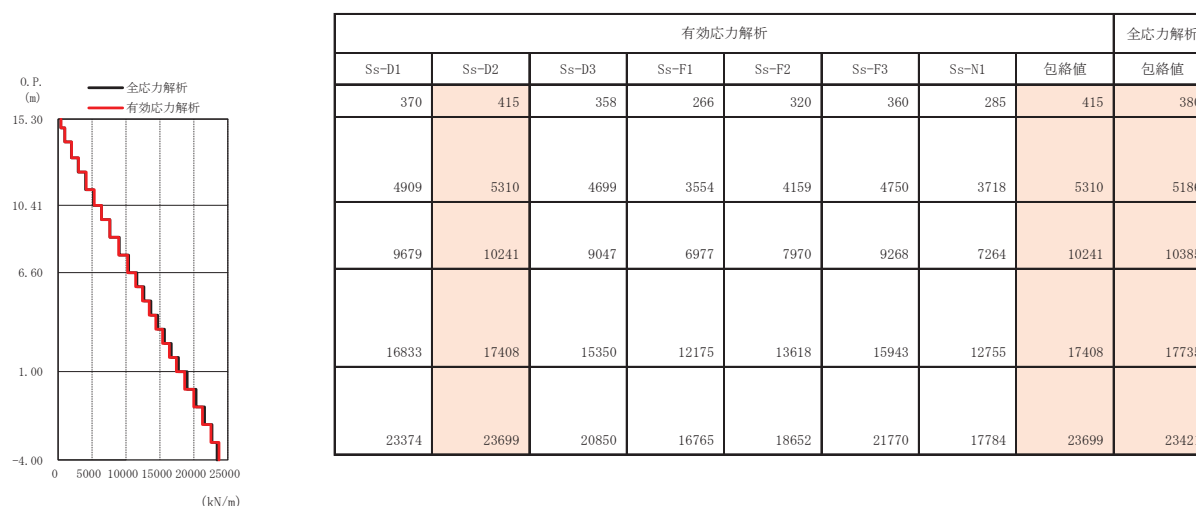 O.P.
(m)
全応力解析
有効応力解析
15.30
10.41
6.60
1.00
-4.00
0 5000 10000 15000 20000 25000
(kN/m)
有効応力解析 全応力解析
Ss-D1 Ss-D2 Ss-D3 Ss-F1 Ss-F2 Ss-F3 Ss-N1 包絡値 包絡値
370 415 358 266 320 360 285 415
4909 5310 4699 3554 4159 4750 3718 5310
9679 10241 9047 6977 7970 9268 7264 10241 10385
16833 17408 15350 12175 13618 15943 12755 17408 17735
23374 23699 20850 16765 18652 21770 17784 23699